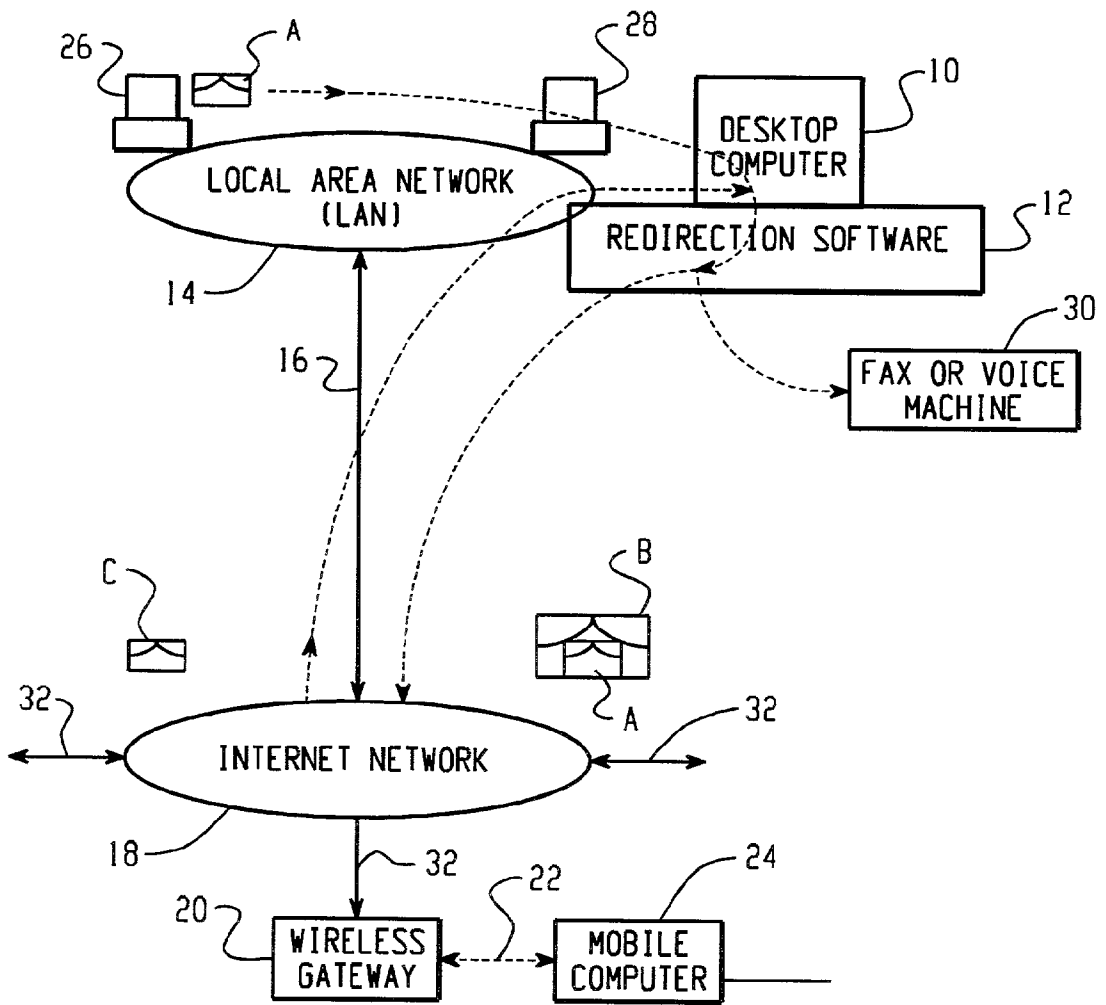 26
A
28
10
DESKTOP
COMPUTER
LOCAL AREA NETWORK
(LAN)
12
REDIRECTION SOFTWARE
14
30
16
FAX OR VOICE
MACHINE
C
B
A
32
32
INTERNET NETWORK
18
32
24
20
22
WIRELESS
GATEWAY
MOBILE
COMPUTER